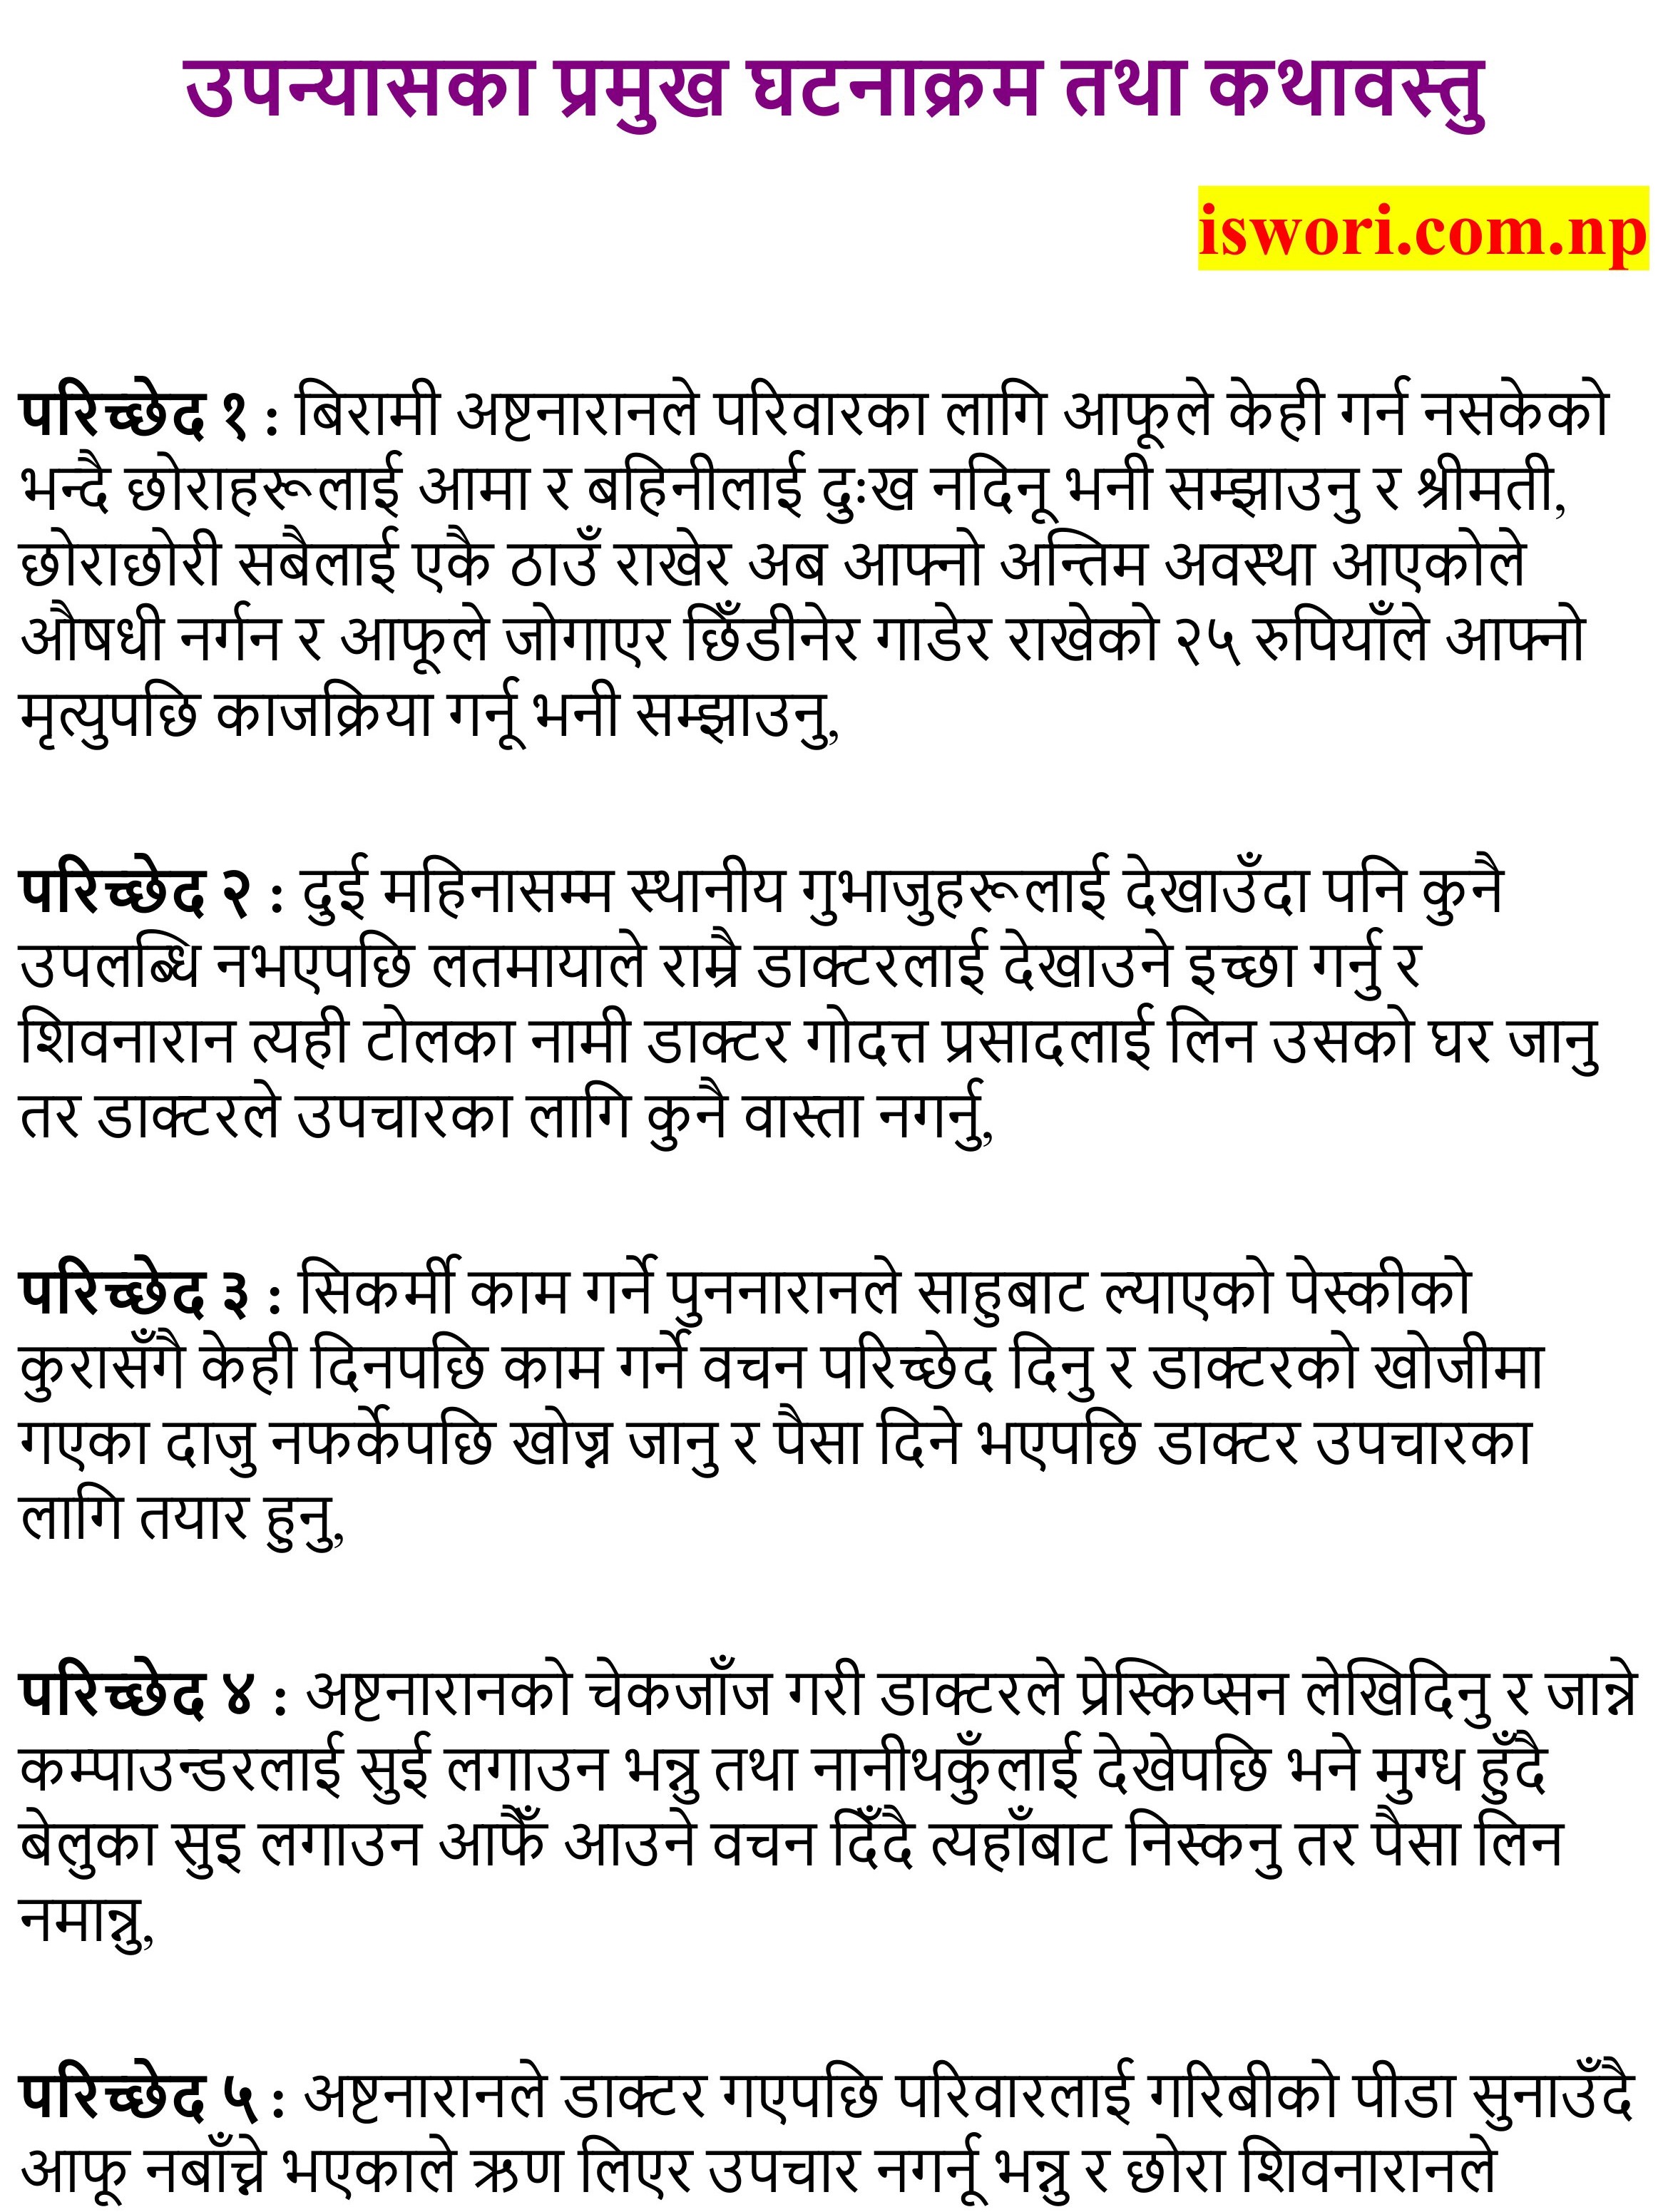 उपन्यासका प्रमुख घटनाक्रम तथा कथावस्तु
iswori.com.np
परिच्छेद १ : बिरामी अष्टनारानले परिवारका लागि आफूले केही गर्न नसकेको
भन्दै छोराहरूलाई आमा र बहिनीलाई दुःख नदिनू भनी सम्झाउनु र श्रीमती,
छोराछोरी सबैलाई एकै ठाउँ राखेर अब आफ्नो अन्तिम अवस्था आएकोले
औषधी नर्गन र आफूले जोगाएर छिँडीनेर गाडेर राखेको २५ रुपियाँले आफ्नो
मृत्युपछि काजक्रिया गर्नू भनी सम्झाउनु,
परिच्छेद २ : दुई महिनासम्म स्थानीय गुभाजुहरूलाई देखाउँदा पनि कुनै
उपलब्धि नभएपछि लतमायाले राम्रै डाक्टरलाई देखाउने इच्छा गर्नु र
शिवनारान त्यही टोलका नामी डाक्टर गोदत्त प्रसादलाई लिन उसको घर जानु
तर डाक्टरले उपचारका लागि कुनै वास्ता नगर्नु,
परिच्छेद ३ : सिकर्मी काम गर्ने पुननारानले साहुबाट ल्याएको पेस्कीको
कुरासँगै केही दिनपछि काम गर्ने वचन परिच्छेद दिनु र डाक्टरको खोजीमा
गएका दाजु नफर्केपछि खोज्न जानु र पैसा दिने भएपछि डाक्टर उपचारका
लागि तयार हुनु,
परिच्छेद ४ : अष्टनारानको चेकजाँज गरी डाक्टरले प्रेस्किप्सन लेखिदिनु र जान्ने
कम्पाउन्डरलाई सुई लगाउन भन्नु तथा नानीथकुँलाई देखेपछि भने मुग्ध हुँदै
बेलुका सुइ लगाउन आफैँ आउने वचन दिँदै त्यहाँबाट निस्कनु तर पैसा लिन
नमान्नु,
परिच्छेद ५ : अष्टनारानले डाक्टर गएपछि परिवारलाई गरिबीको पीडा सुनाउँदै
आफू नबाँच्ने भएकाले ऋण लिएर उपचार नगर्नू भन्नु र छोरा शिवनारानले